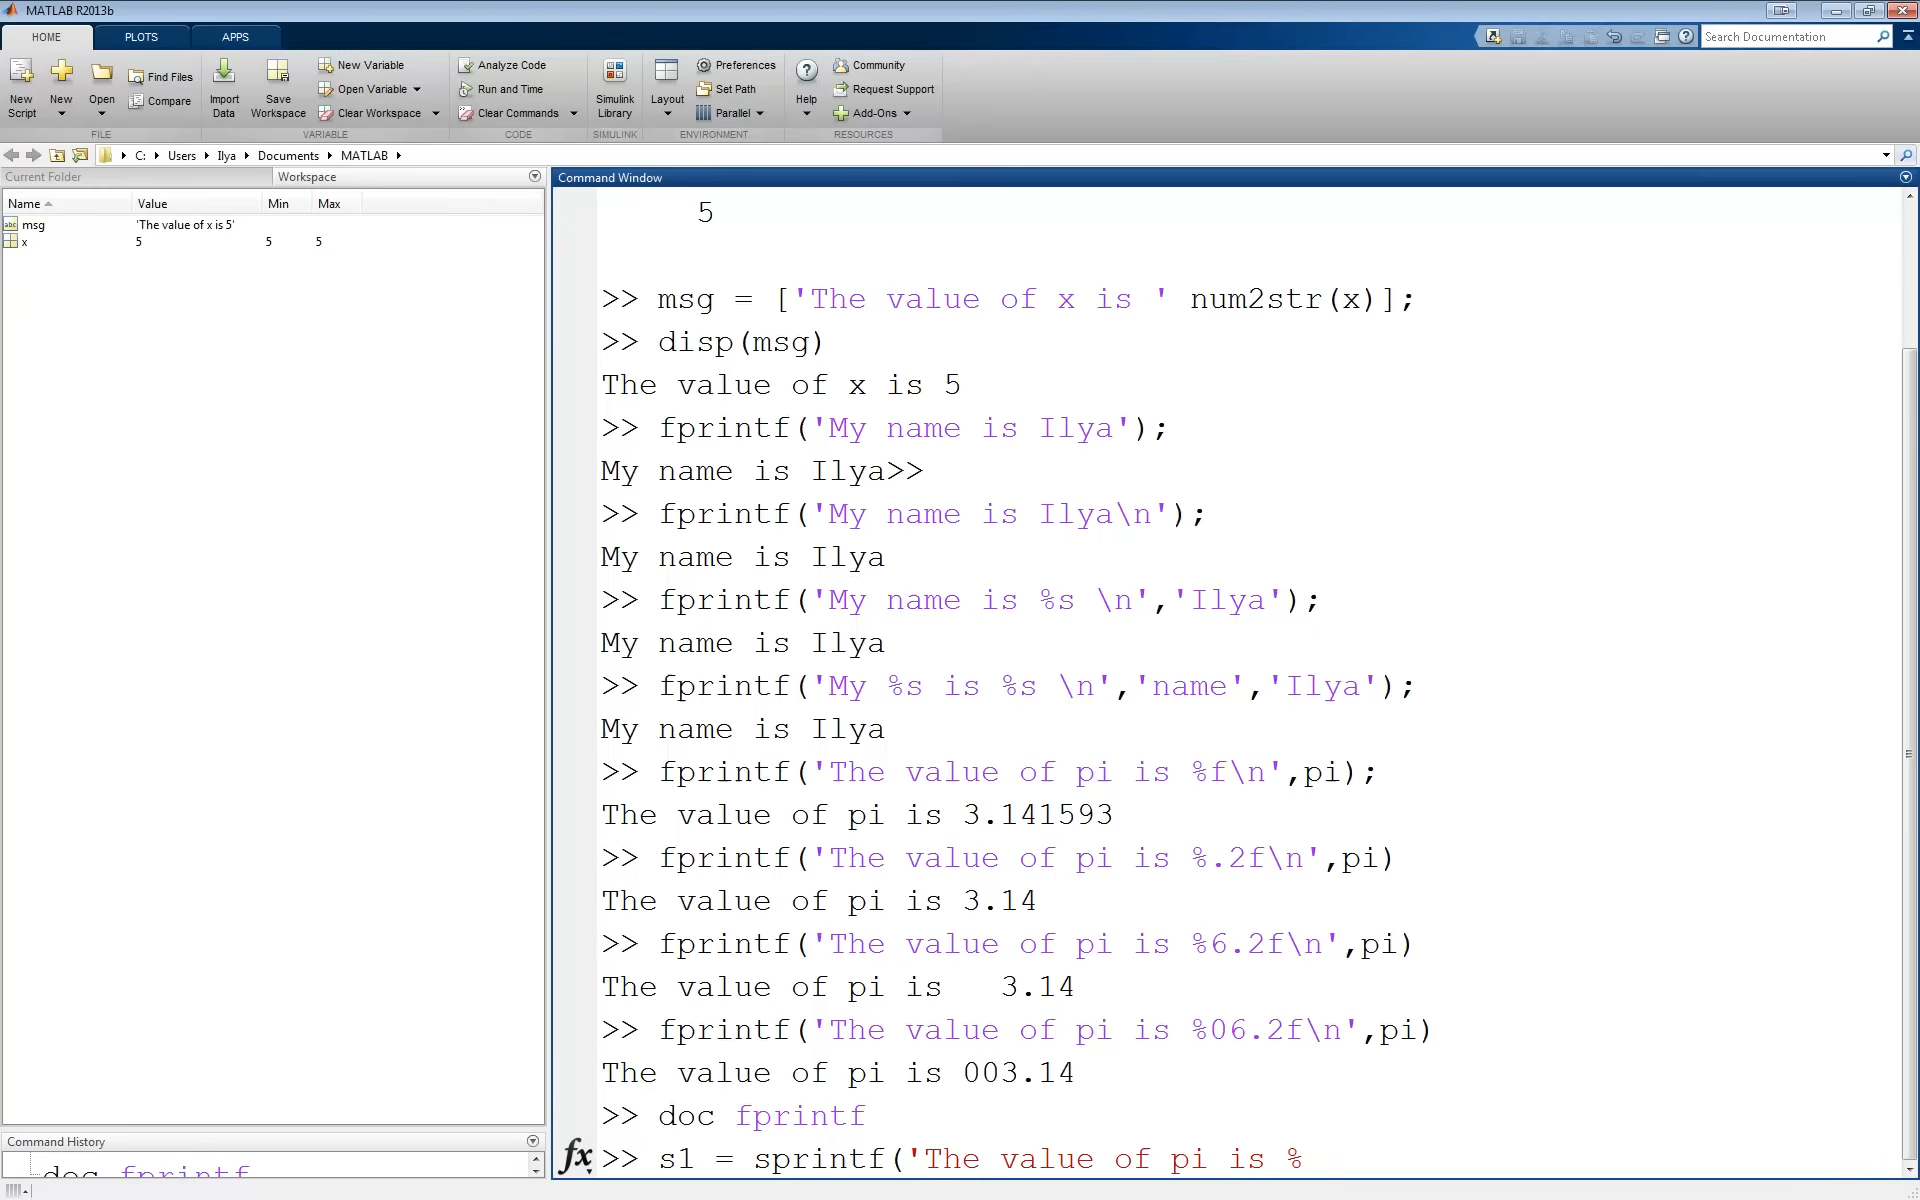 MATLAB R2013b
HOME PLOTS APPS
Search Documentation
New Script
New
Open
Find Files
Compare
FILE
Import Data
Save Workspace
New Variable
Open Variable
Clear Workspace
VARIABLE
Analyze Code
Run and Time
Clear Commands
CODE
Simulink Library
SIMULINK
Layout
Preferences
Set Path
Parallel
ENVIRONMENT
Help
Community
Request Support
Add-Ons
RESOURCES
C: Users Ilya Documents MATLAB
Current Folder
Workspace
Name Value Min Max
msg 'The value of x is 5'
x 5 5 5
Command History
doc fprintf
Command Window
5
>> msg = ['The value of x is ' num2str(x)];
>> disp(msg)
The value of x is 5
>> fprintf('My name is Ilya');
My name is Ilya>>
>> fprintf('My name is Ilya\n');
My name is Ilya
>> fprintf('My name is %s \n','Ilya');
My name is Ilya
>> fprintf('My %s is %s \n','name','Ilya');
My name is Ilya
>> fprintf('The value of pi is %f\n',pi);
The value of pi is 3.141593
>> fprintf('The value of pi is %.2f\n',pi)
The value of pi is 3.14
>> fprintf('The value of pi is %6.2f\n',pi)
The value of pi is   3.14
>> fprintf('The value of pi is %06.2f\n',pi)
The value of pi is 003.14
>> doc fprintf
fx >> s1 = sprintf('The value of pi is %